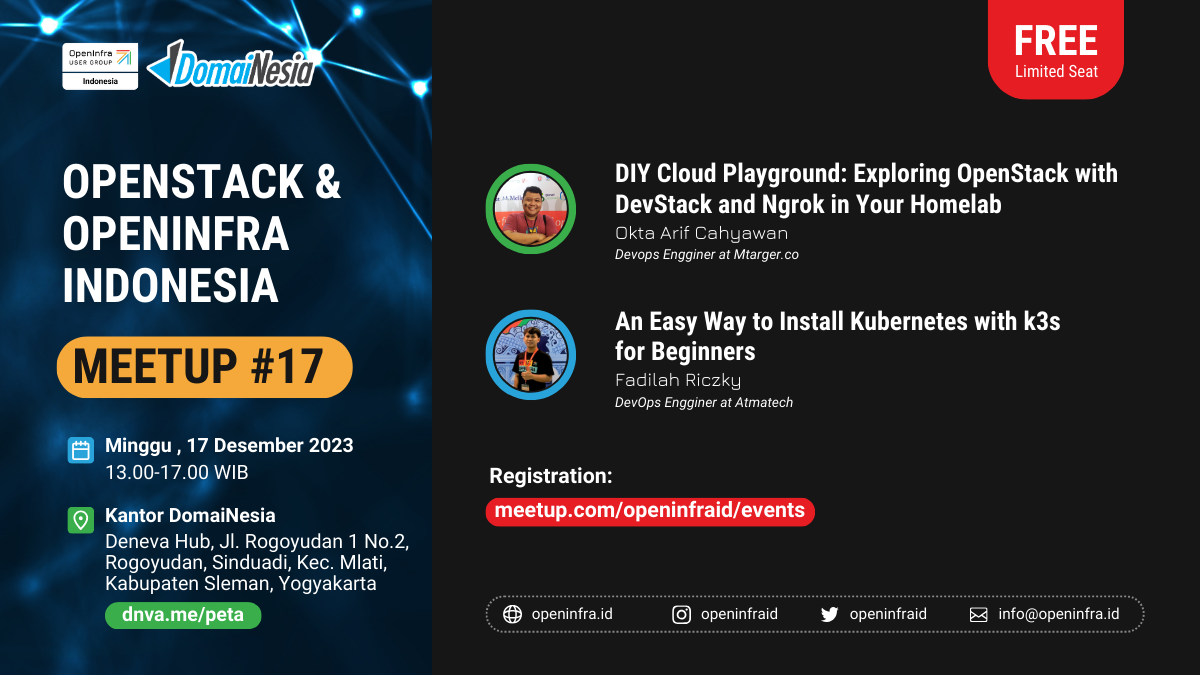 OpenInfra
USER GROUP
Indonesia
DomaiNesia
OPENSTACK &
OPENINFRA
INDONESIA
MEETUP #17
Minggu , 17 Desember 2023
13.00-17.00 WIB
Kantor DomaiNesia
Deneva Hub, Jl. Rogoyudan 1 No.2,
Rogoyudan, Sinduadi, Kec. Mlati,
Kabupaten Sleman, Yogyakarta
dnva.me/peta
FREE
Limited Seat
DIY Cloud Playground: Exploring OpenStack with
DevStack and Ngrok in Your Homelab
Okta Arif Cahyawan
Devops Engginer at Mtarger.co
An Easy Way to Install Kubernetes with k3s
for Beginners
Fadilah Riczky
DevOps Engginer at Atmatech
Registration:
meetup.com/openinfraid/events
openinfra.id
openinfraid
openinfraid
info@openinfra.id